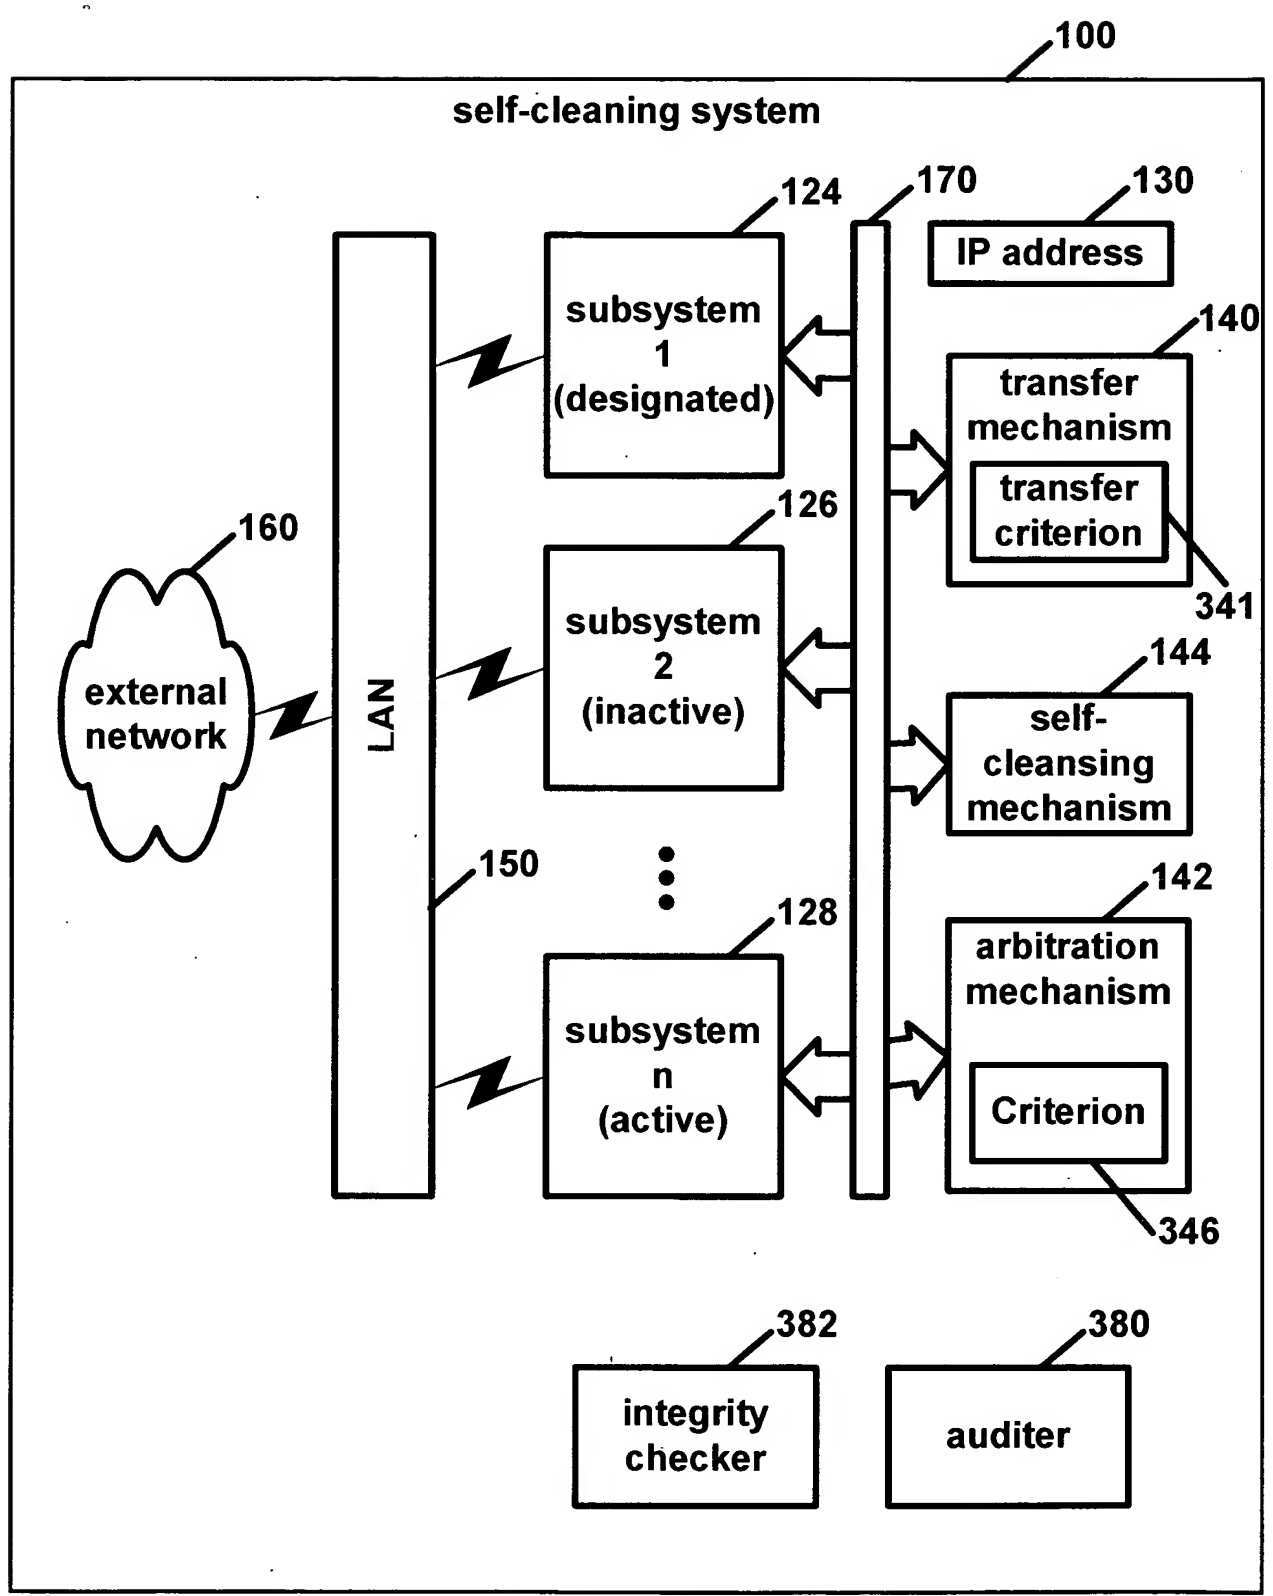 100
self-cleaning system
124
170
130
IP address
subsystem
1
(designated)
140
transfer
mechanism
transfer
criterion
341
126
160
subsystem
2
(inactive)
external
network
LAN
144
self-
cleansing
mechanism
150
128
142
arbitration
mechanism
subsystem
n
(active)
Criterion
346
382
380
integrity
checker
auditer